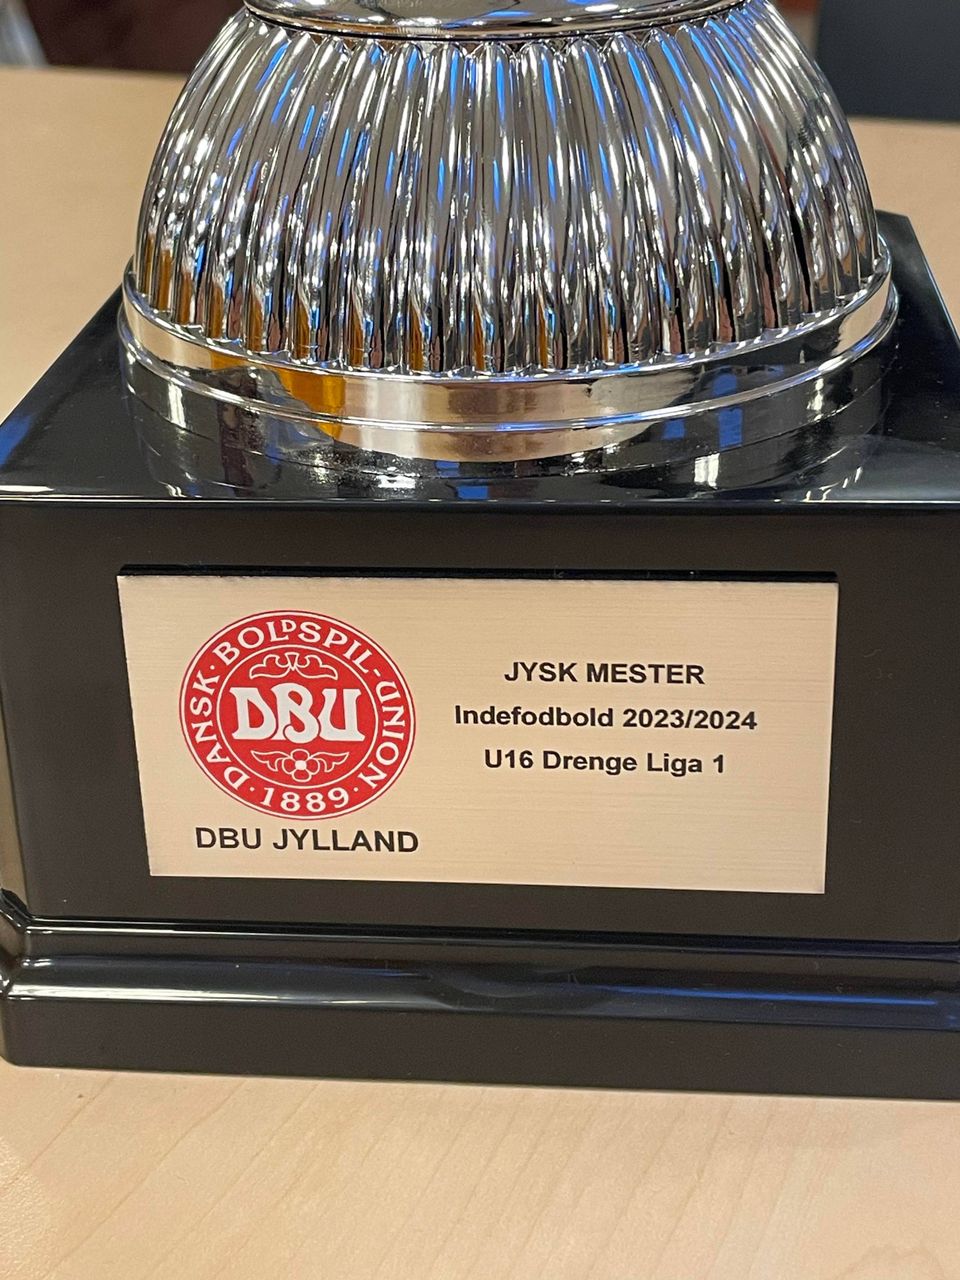 DANSK · BOLDSPIL-UNION · 1889 ·
DBU
DBU JYLLAND
JYSK MESTER
Indefodbold 2023/2024
U16 Drenge Liga 1